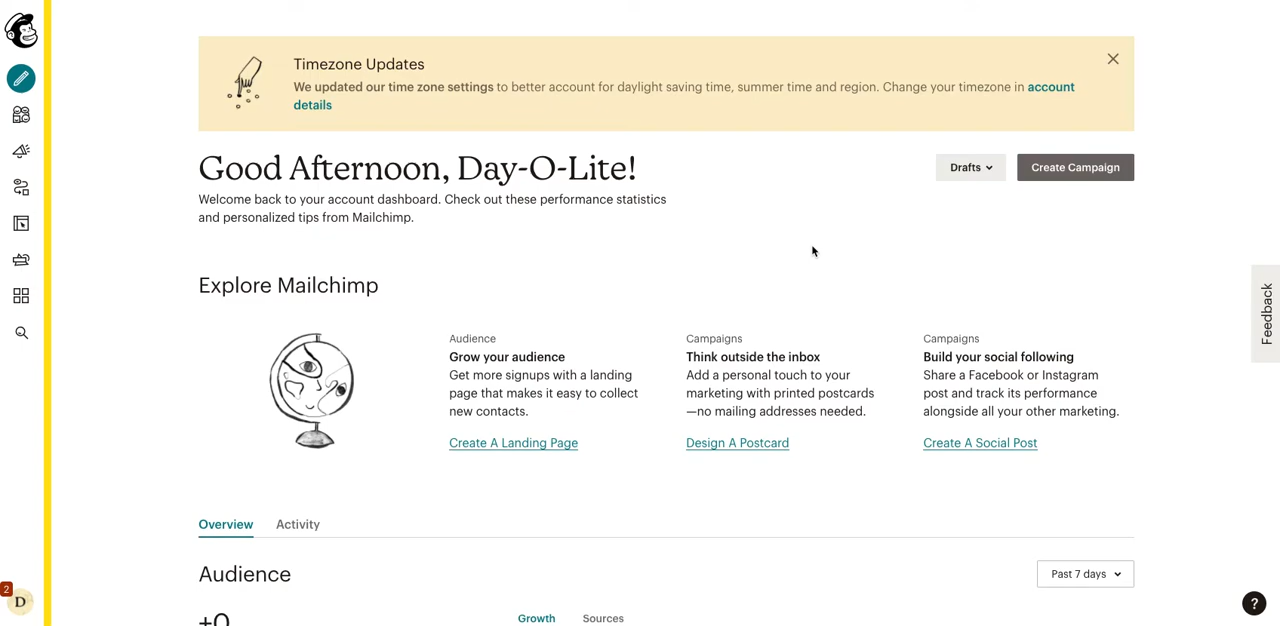 Timezone Updates
We updated our time zone settings to better account for daylight saving time, summer time and region. Change your timezone in account
details
Good Afternoon, Day-O-Lite!
Drafts
Create Campaign
Welcome back to your account dashboard. Check out these performance statistics
and personalized tips from Mailchimp.
Explore Mailchimp
Audience
Grow your audience
Get more signups with a landing
page that makes it easy to collect
new contacts.
Create A Landing Page
Campaigns
Think outside the inbox
Add a personal touch to your
marketing with printed postcards
—no mailing addresses needed.
Design A Postcard
Campaigns
Build your social following
Share a Facebook or Instagram
post and track its performance
alongside all your other marketing.
Create A Social Post
Feedback
Overview
Activity
Audience
Past 7 days
+0
Growth
Sources
2
D
?